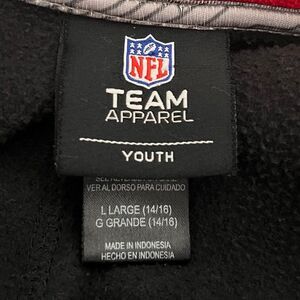 NFL
TEAM
APPAREL
YOUTH
VER AL DORSO PARA CUIDADO
L LARGE (14/16)
G GRANDE (14/16)
MADE IN INDONESIA
HECHO EN INDONESIA